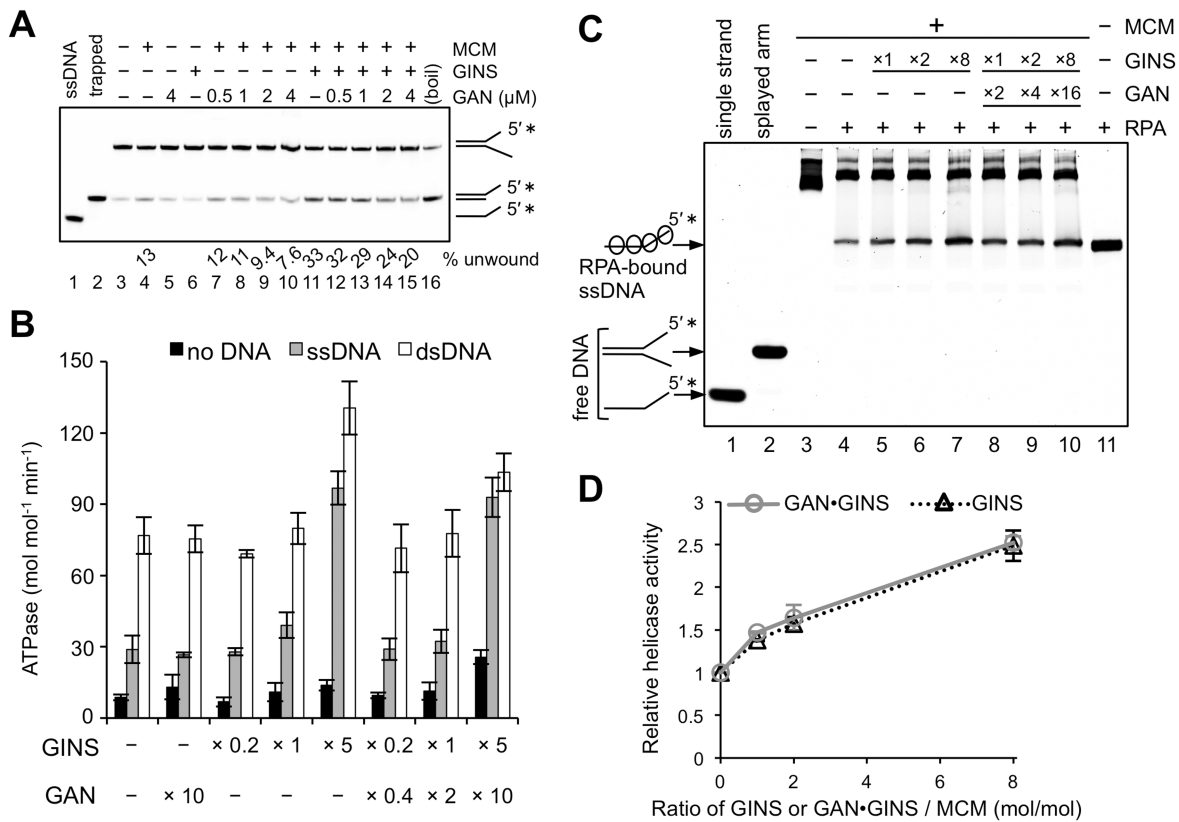 A
ssDNA
trapped
– + – – + + + + + + + + + MCM
– – – + – – – – + + + + + (boil) GINS
– – 4 – 0.5 1 2 4 – 0.5 1 2 4 GAN (μM)
5′ *
5′ *
5′ *
13 12 11 9.4 7.6 33 32 29 24 20 % unwound
1 2 3 4 5 6 7 8 9 10 11 12 13 14 15 16
B
no DNA ssDNA dsDNA
150
120
90
60
30
0
ATPase (mol mol-1 min-1)
GINS – – × 0.2 × 1 × 5 × 0.2 × 1 × 5
GAN – × 10 – – – × 0.4 × 2 × 10
C
single strand
splayed arm
+ – MCM
– – ×1 ×2 ×8 ×1 ×2 ×8 – GINS
– – – – – ×2 ×4 ×16 – GAN
– + + + + + + + + RPA
5′ *
RPA-bound
ssDNA
5′ *
free DNA
5′ *
1 2 3 4 5 6 7 8 9 10 11
D
GAN•GINS GINS
3
2.5
2
1.5
1
0.5
0
Relative helicase activity
0 2 4 6 8
Ratio of GINS or GAN•GINS / MCM (mol/mol)